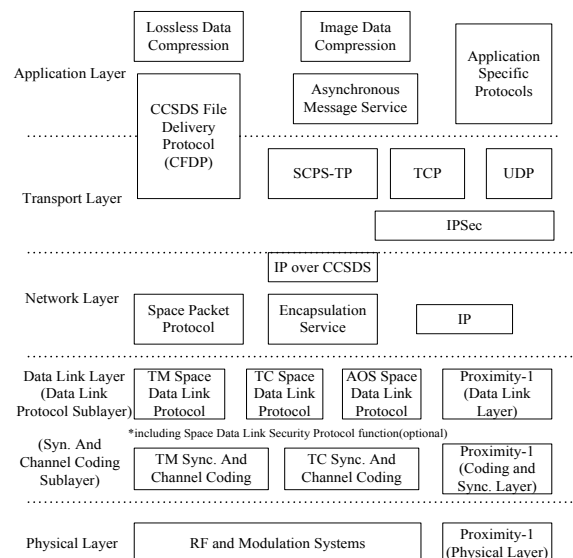 Lossless Data
Compression
Image Data
Compression
Application Layer
Application
Specific
Protocols
CCSDS File
Delivery
Protocol
(CFDP)
Asynchronous
Message Service
SCPS-TP
TCP
UDP
Transport Layer
IPSec
IP over CCSDS
Network Layer
Space Packet
Protocol
Encapsulation
Service
IP
Data Link Layer
(Data Link
Protocol Sublayer)
TM Space
Data Link
Protocol
TC Space
Data Link
Protocol
AOS Space
Data Link
Protocol
Proximity-1
(Data Link
Layer)
*including Space Data Link Security Protocol function(optional)
(Syn. And
Channel Coding
Sublayer)
TM Sync. And
Channel Coding
TC Sync. And
Channel Coding
Proximity-1
(Coding and
Sync. Layer)
Physical Layer
RF and Modulation Systems
Proximity-1
(Physical Layer)